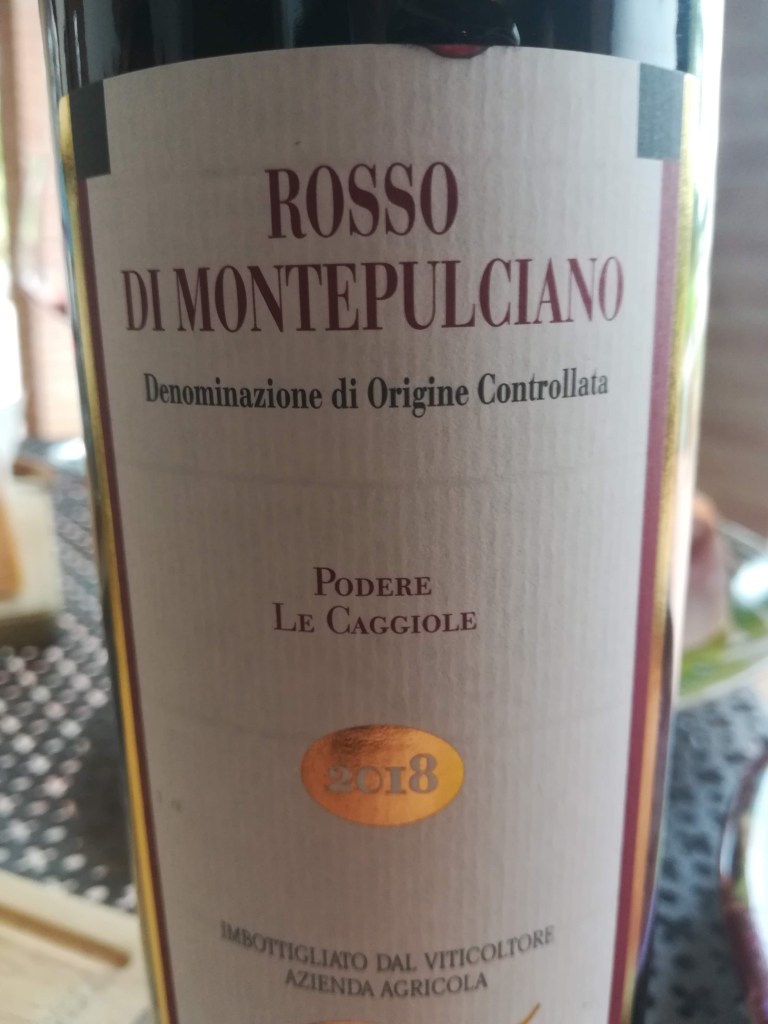 ROSSO
DI MONTEPULCIANO
Denominazione di Origine Controllata
PODERE
LE CAGGIOLE
2018
IMBOTTIGLIATO DAL VITICOLTORE
AZIENDA AGRICOLA